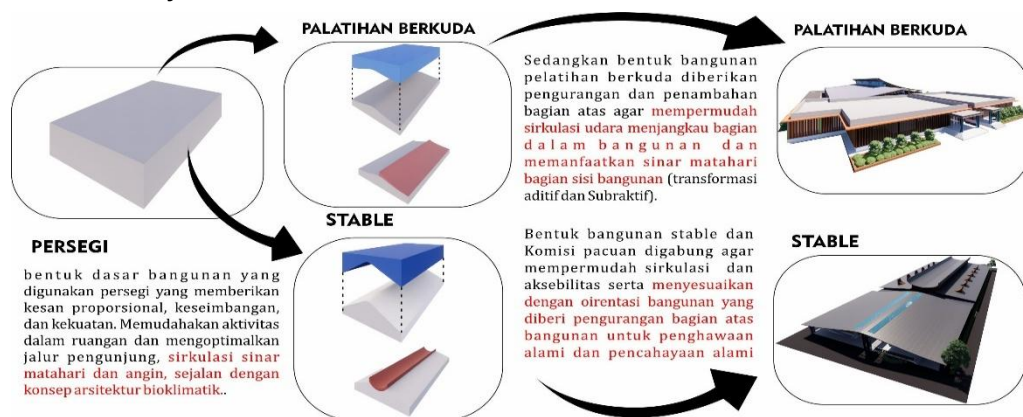 PALATIHAN BERKUDA
PERSEGI
bentuk dasar bangunan yang
digunakan persegi yang memberikan
kesan proporsional, keseimbangan,
dan kekuatan. Memudahakan aktivitas
dalam ruangan dan mengoptimalkan
jalur pengunjung, sirkulasi sinar
matahari dan angin, sejalan dengan
konsep arsitektur bioklimatik..
STABLE
Sedangkan bentuk bangunan
pelatihan berkuda diberikan
pengurangan dan penambahan
bagian atas agar mempermudah
sirkulasi udara menjangkau bagian
dalam bangunan dan
memanfaatkan sinar matahari
bagian sisi bangunan (transformasi
aditif dan Subraktif).
Bentuk bangunan stable dan
Komisi pacuan digabung agar
mempermudah sirkulasi dan
aksebilitas serta menyesuaikan
dengan oirentasi bangunan yang
diberi pengurangan bagian atas
bangunan untuk penghawaan
alami dan pencahayaan alami
PALATIHAN BERKUDA
STABLE